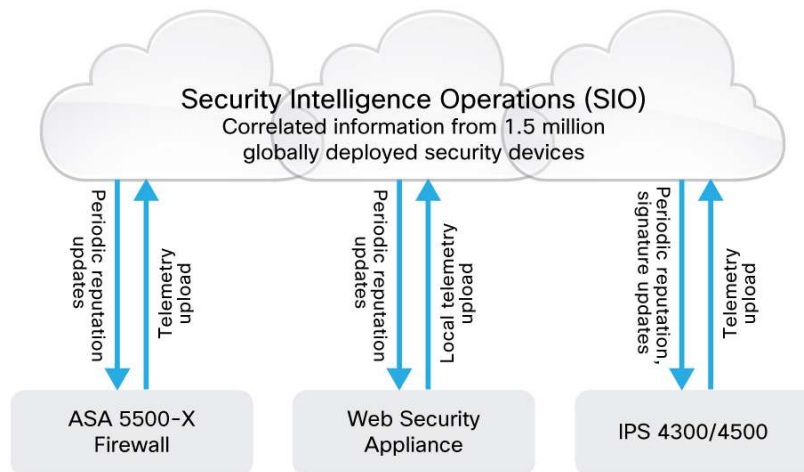 Security Intelligence Operations (SIO)
Correlated information from 1.5 million
globally deployed security devices
Periodic reputation
updates
Telemetry
upload
Periodic reputation
updates
Local telemetry
upload
Periodic reputation,
signature updates
Telemetry
upload
ASA 5500-X
Firewall
Web Security
Appliance
IPS 4300/4500